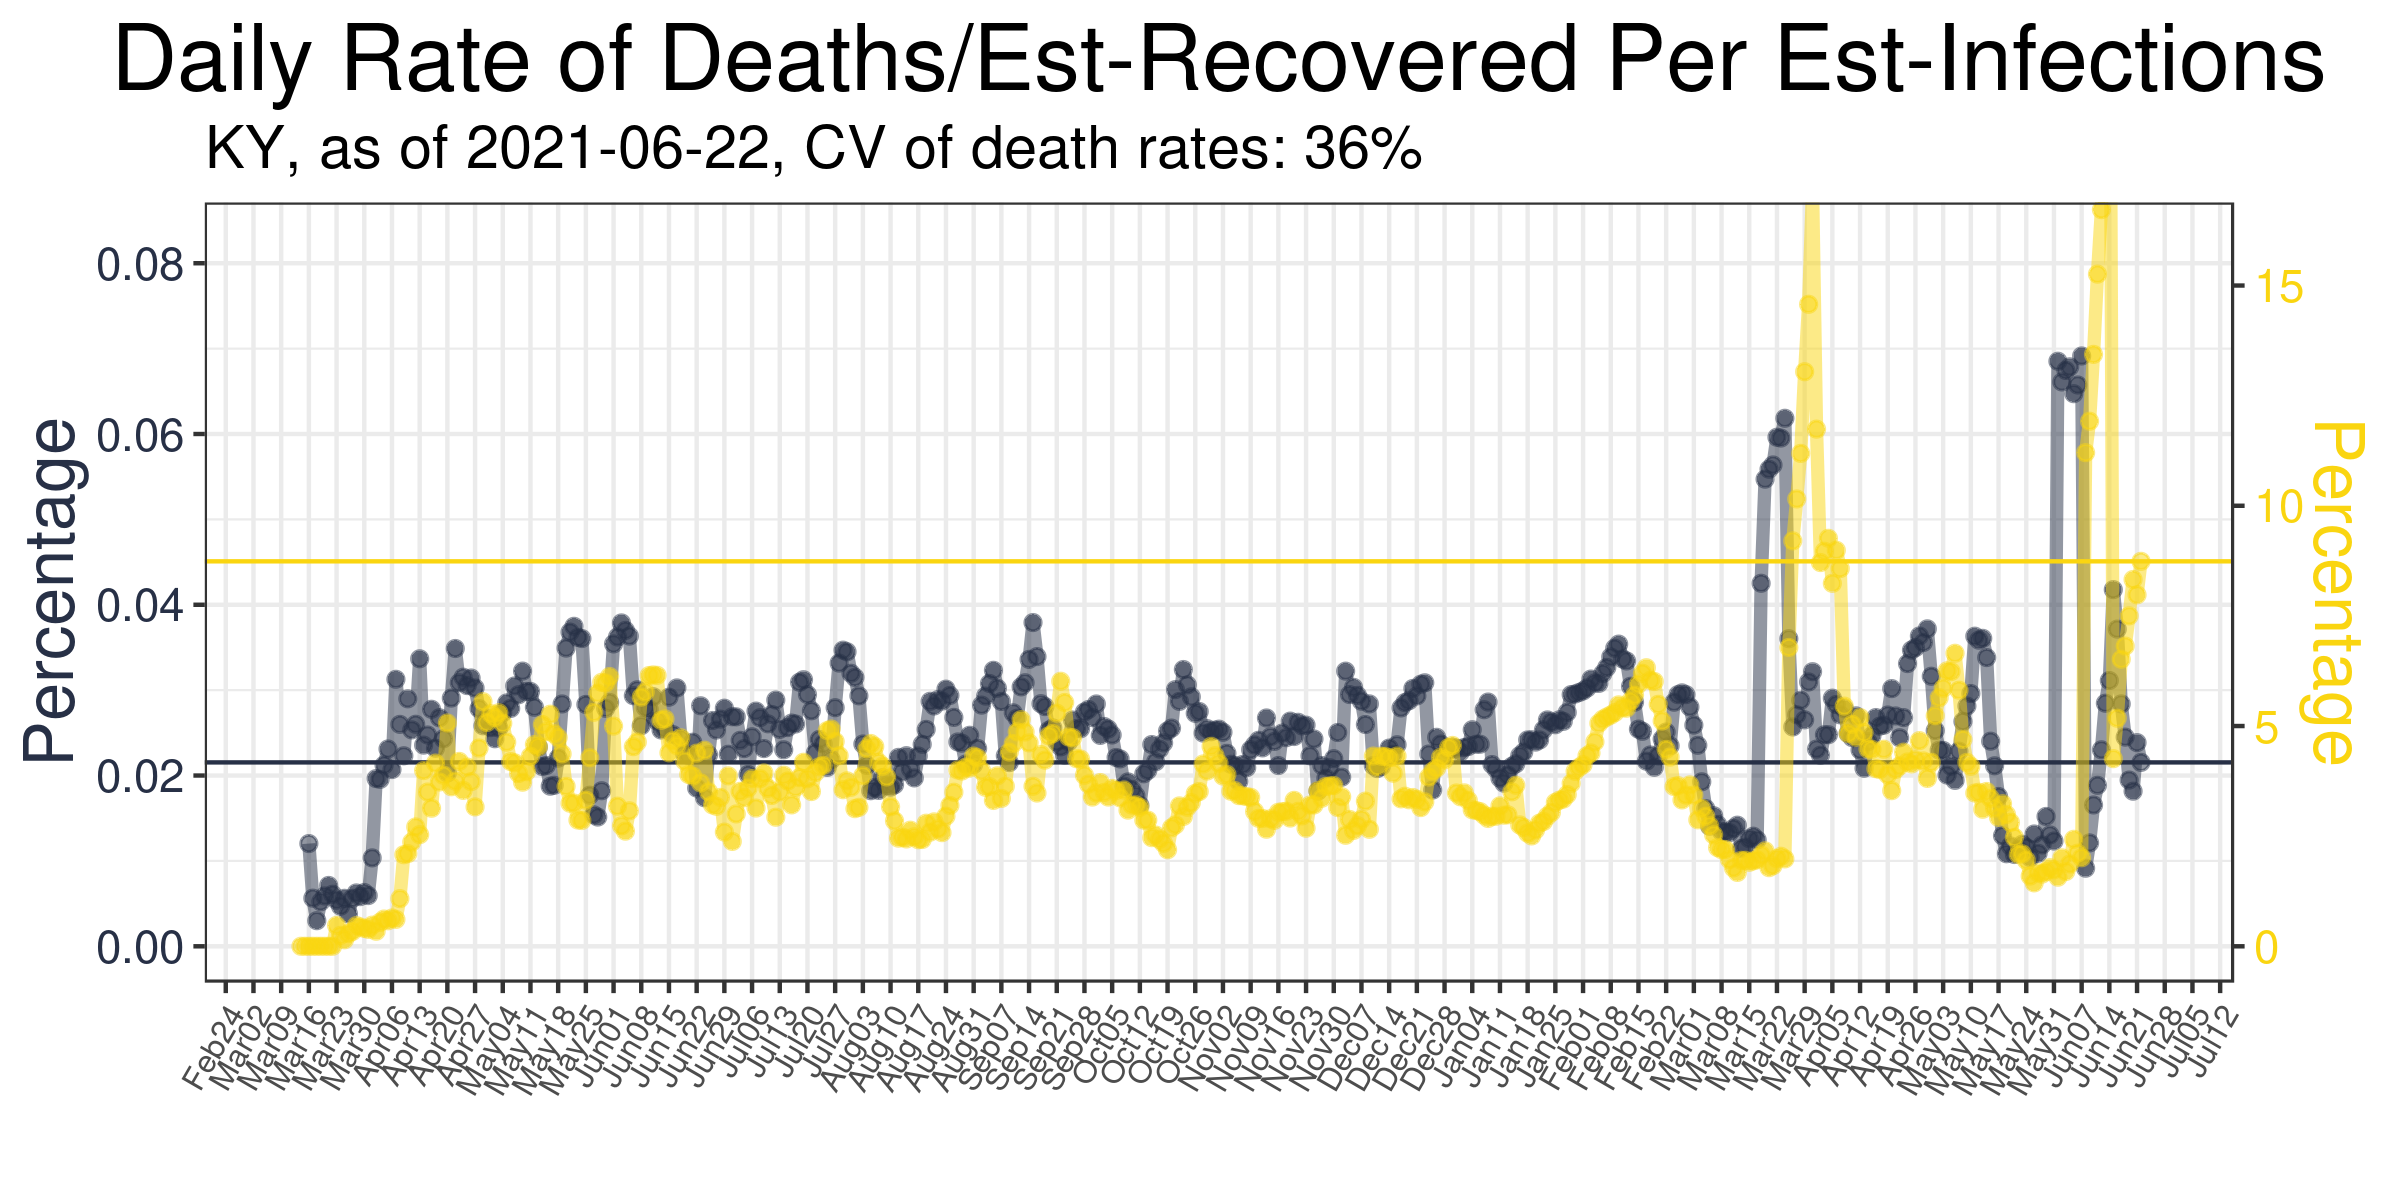 Daily Rate of Deaths/Est-Recovered Per Est-Infections
KY, as of 2021-06-22, CV of death rates: 36%
Percentage
0.08
0.06
0.04
0.02
0.00
15
10
5
0
Percentage
Feb24
Mar02
Mar09
Mar16
Mar23
Mar30
Apr06
Apr13
Apr20
Apr27
May04
May11
May18
May25
Jun01
Jun08
Jun15
Jun22
Jun29
Jul06
Jul13
Jul20
Jul27
Aug03
Aug10
Aug17
Aug24
Aug31
Sep07
Sep14
Sep21
Sep28
Oct05
Oct12
Oct19
Oct26
Nov02
Nov09
Nov16
Nov23
Nov30
Dec07
Dec14
Dec21
Dec28
Jan04
Jan11
Jan18
Jan25
Feb01
Feb08
Feb15
Feb22
Mar01
Mar08
Mar15
Mar22
Mar29
Apr05
Apr12
Apr19
Apr26
May03
May10
May17
May24
May31
Jun07
Jun14
Jun21
Jun28
Jul05
Jul12